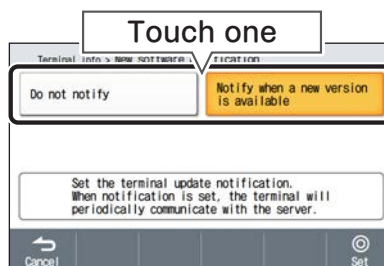 Touch one
Terminal info > New software
Do not notify
Notify when a new version
is available
Set the terminal update notification.
When notification is set, the terminal will
periodically communicate with the server.
Cancel
Set